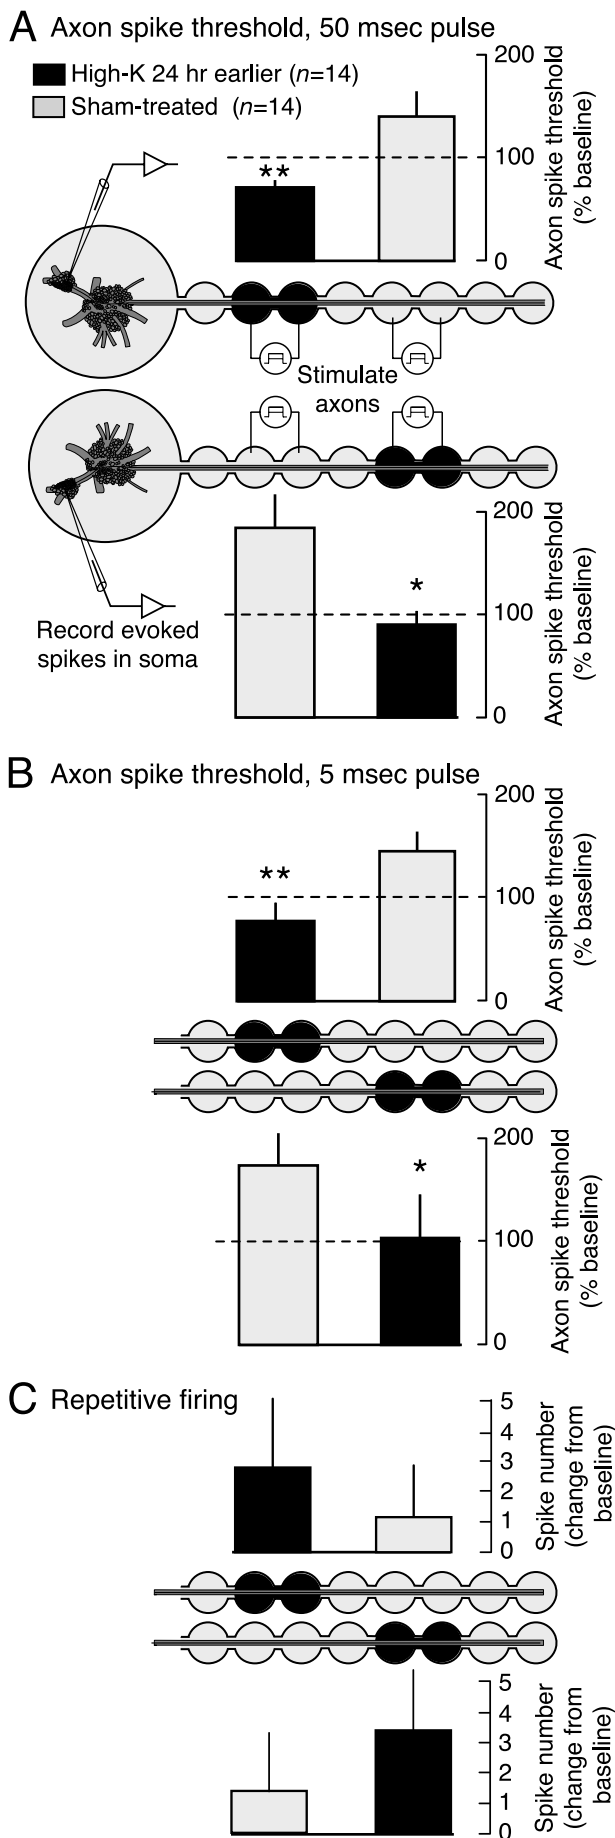 A Axon spike threshold, 50 msec pulse
High-K 24 hr earlier (n=14)
Sham-treated (n=14)
200
100
0
Axon spike threshold
(% baseline)
**
Stimulate
axons
200
100
0
Axon spike threshold
(% baseline)
*
Record evoked
spikes in soma
B Axon spike threshold, 5 msec pulse
200
100
0
Axon spike threshold
(% baseline)
**
200
100
0
Axon spike threshold
(% baseline)
*
C Repetitive firing
5
4
3
2
1
0
Spike number
(change from
baseline)
5
4
3
2
1
0
Spike number
(change from
baseline)